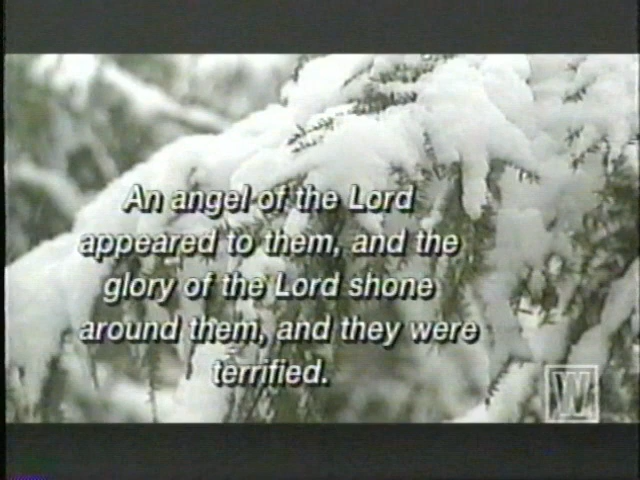 An angel of the Lord
appeared to them, and the
glory of the Lord shone
around them, and they were
terrified.
W